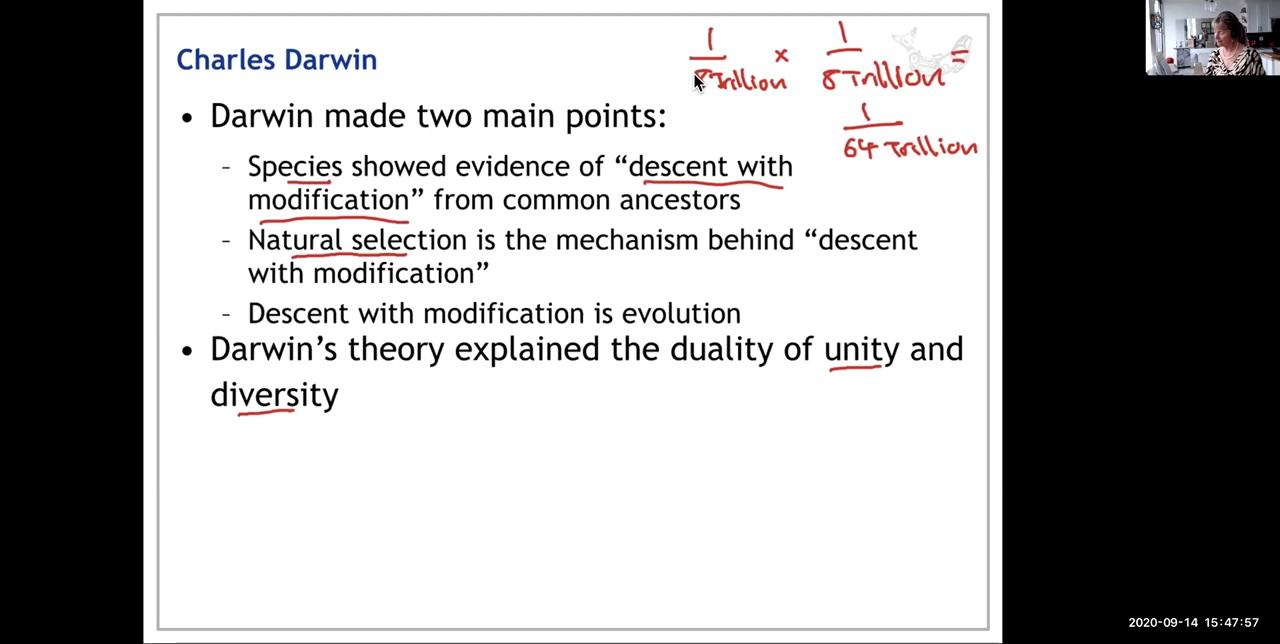 Charles Darwin
1 x 1 =
8 Trillion 8 Trillion
• Darwin made two main points:
1
64 Trillion
- Species showed evidence of “descent with
modification” from common ancestors
- Natural selection is the mechanism behind “descent
with modification”
- Descent with modification is evolution
• Darwin’s theory explained the duality of unity and
diversity
2020-09-14 15:47:57